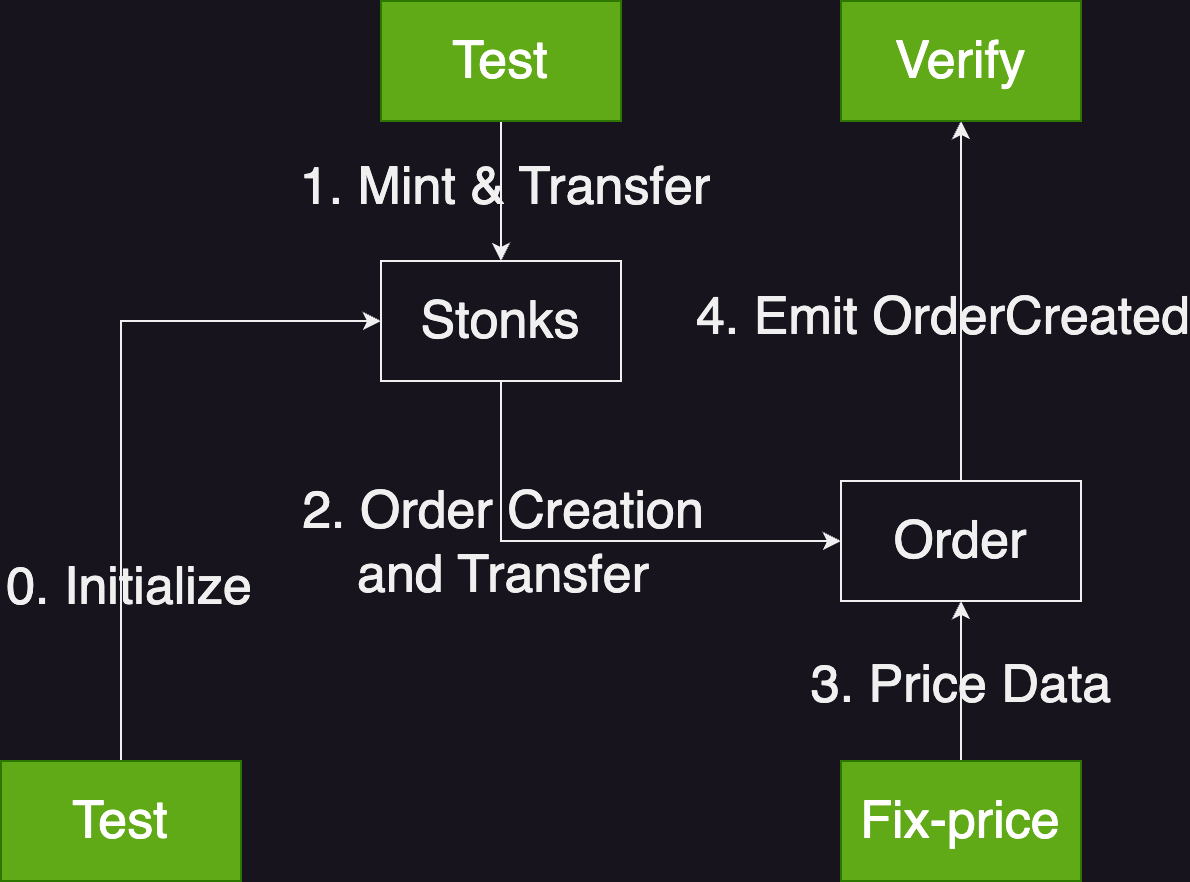 Test
Verify
1. Mint & Transfer
Stonks
4. Emit OrderCreated
2. Order Creation
and Transfer
Order
0. Initialize
3. Price Data
Test
Fix-price